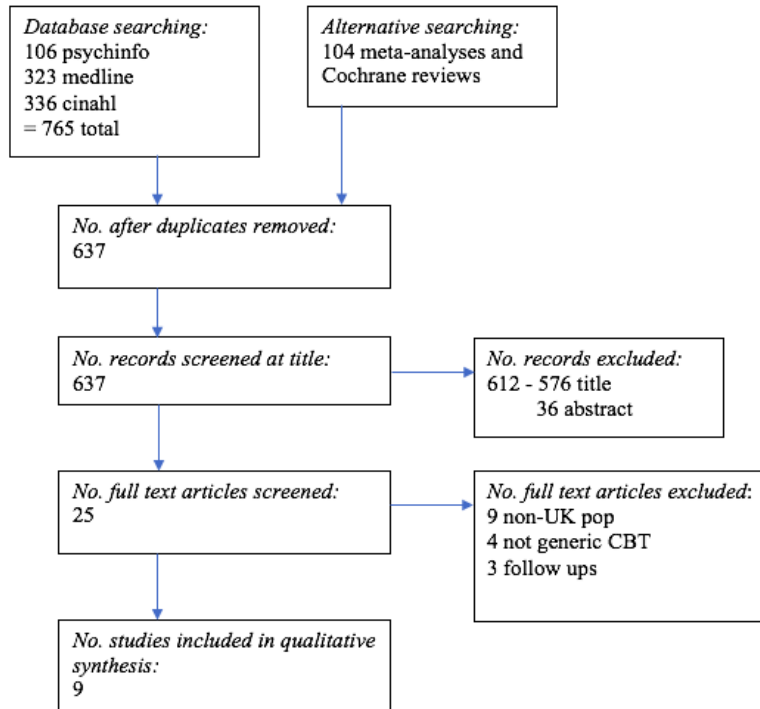 Database searching:
106 psychinfo
323 medline
336 cinahl
= 765 total
Alternative searching:
104 meta-analyses and
Cochrane reviews
No. after duplicates removed:
637
No. records screened at title:
637
No. records excluded:
612 - 576 title
36 abstract
No. full text articles screened:
25
No. full text articles excluded:
9 non-UK pop
4 not generic CBT
3 follow ups
No. studies included in qualitative
synthesis:
9